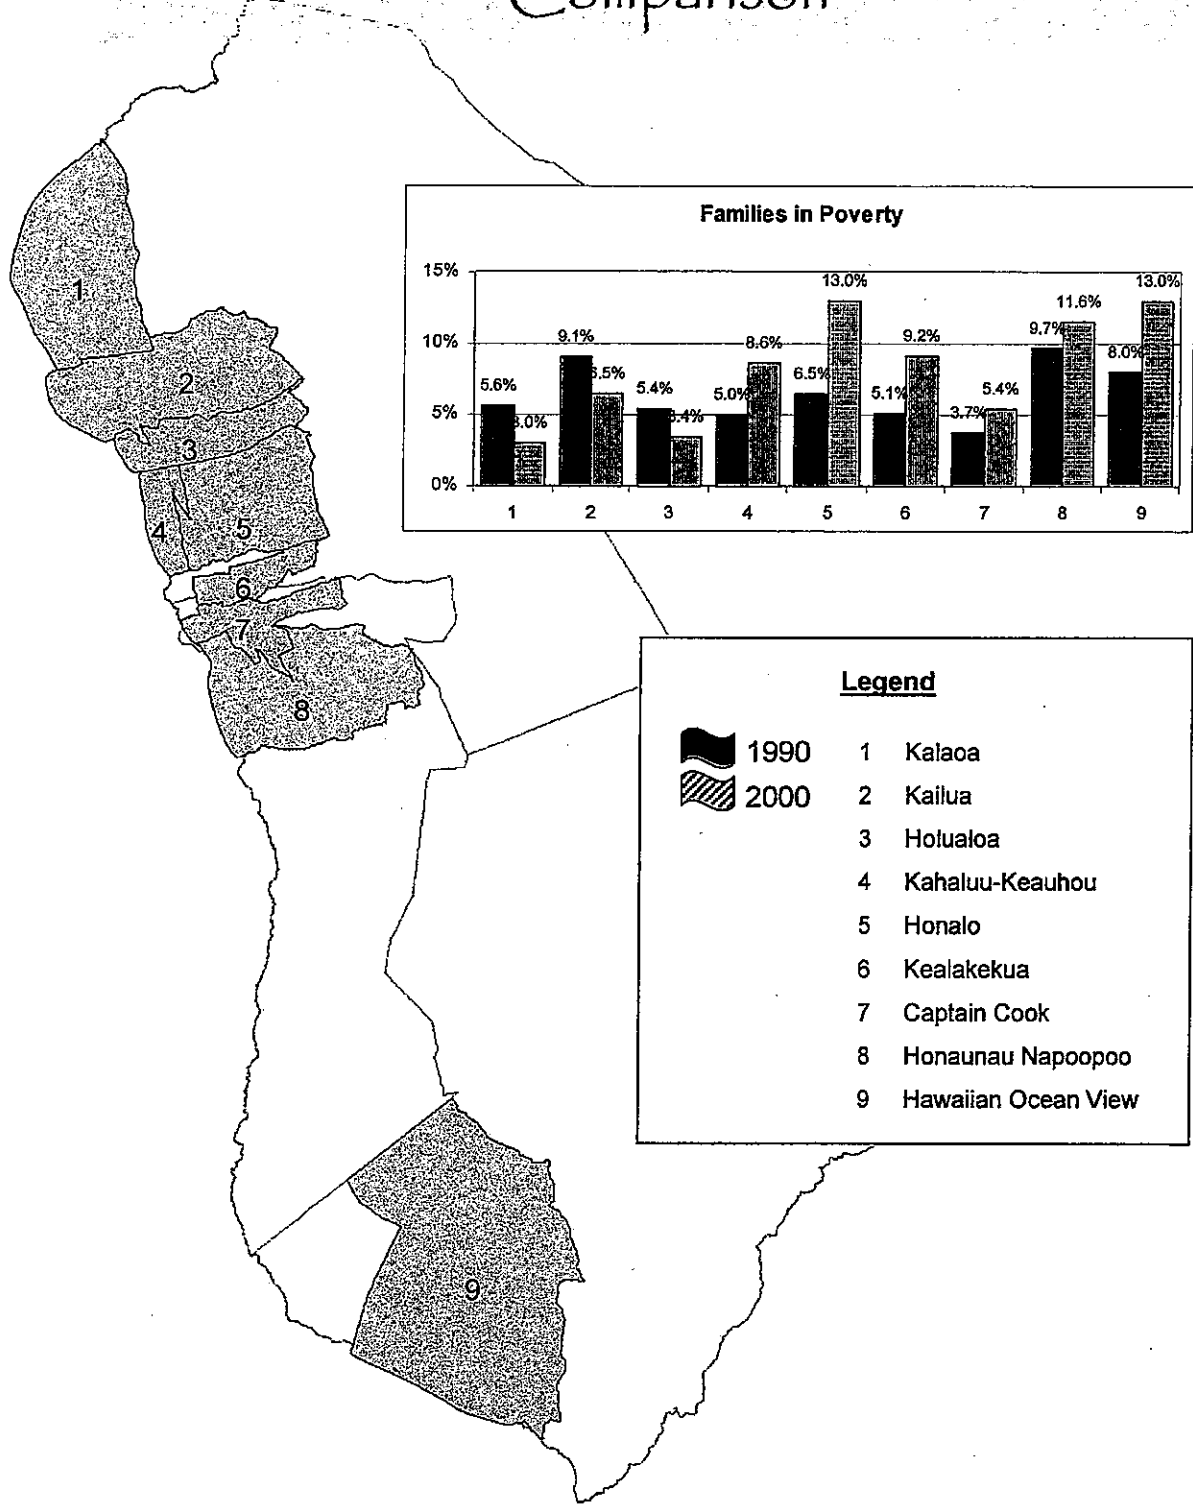 Comparison
Families in Poverty
15%
10%
5%
0%
5.6%
3.0%
9.1%
6.5%
5.4%
3.4%
5.0%
8.6%
6.5%
13.0%
5.1%
9.2%
3.7%
5.4%
9.7%
11.6%
8.0%
13.0%
1 2 3 4 5 6 7 8 9
1
2
3
4
5
6
7
8
9
Legend
1990
2000
1 Kalaoa
2 Kailua
3 Holualoa
4 Kahaluu-Keauhou
5 Honalo
6 Kealakekua
7 Captain Cook
8 Honaunau Napoopoo
9 Hawaiian Ocean View